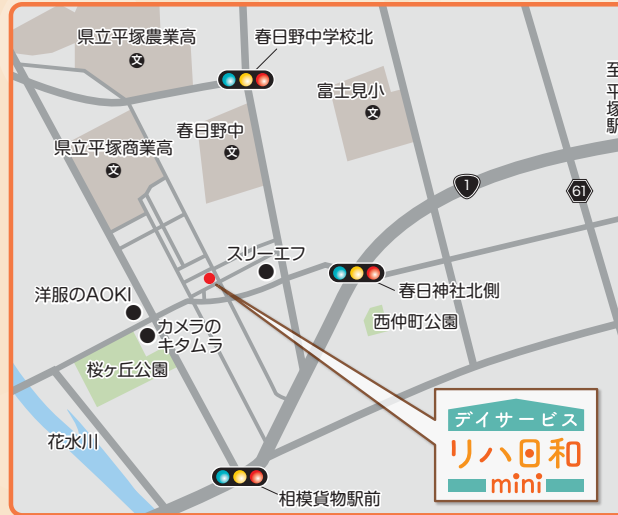 県立平塚農業高
文
春日野中学校北
富士見小
文
至
平
塚
駅
県立平塚商業高
文
春日野中
文
1
61
スリーエフ
春日神社北側
洋服のAOKI
カメラの
キタムラ
西仲町公園
桜ヶ丘公園
花水川
デイサービス
リハ日和
mini
相模貨物駅前